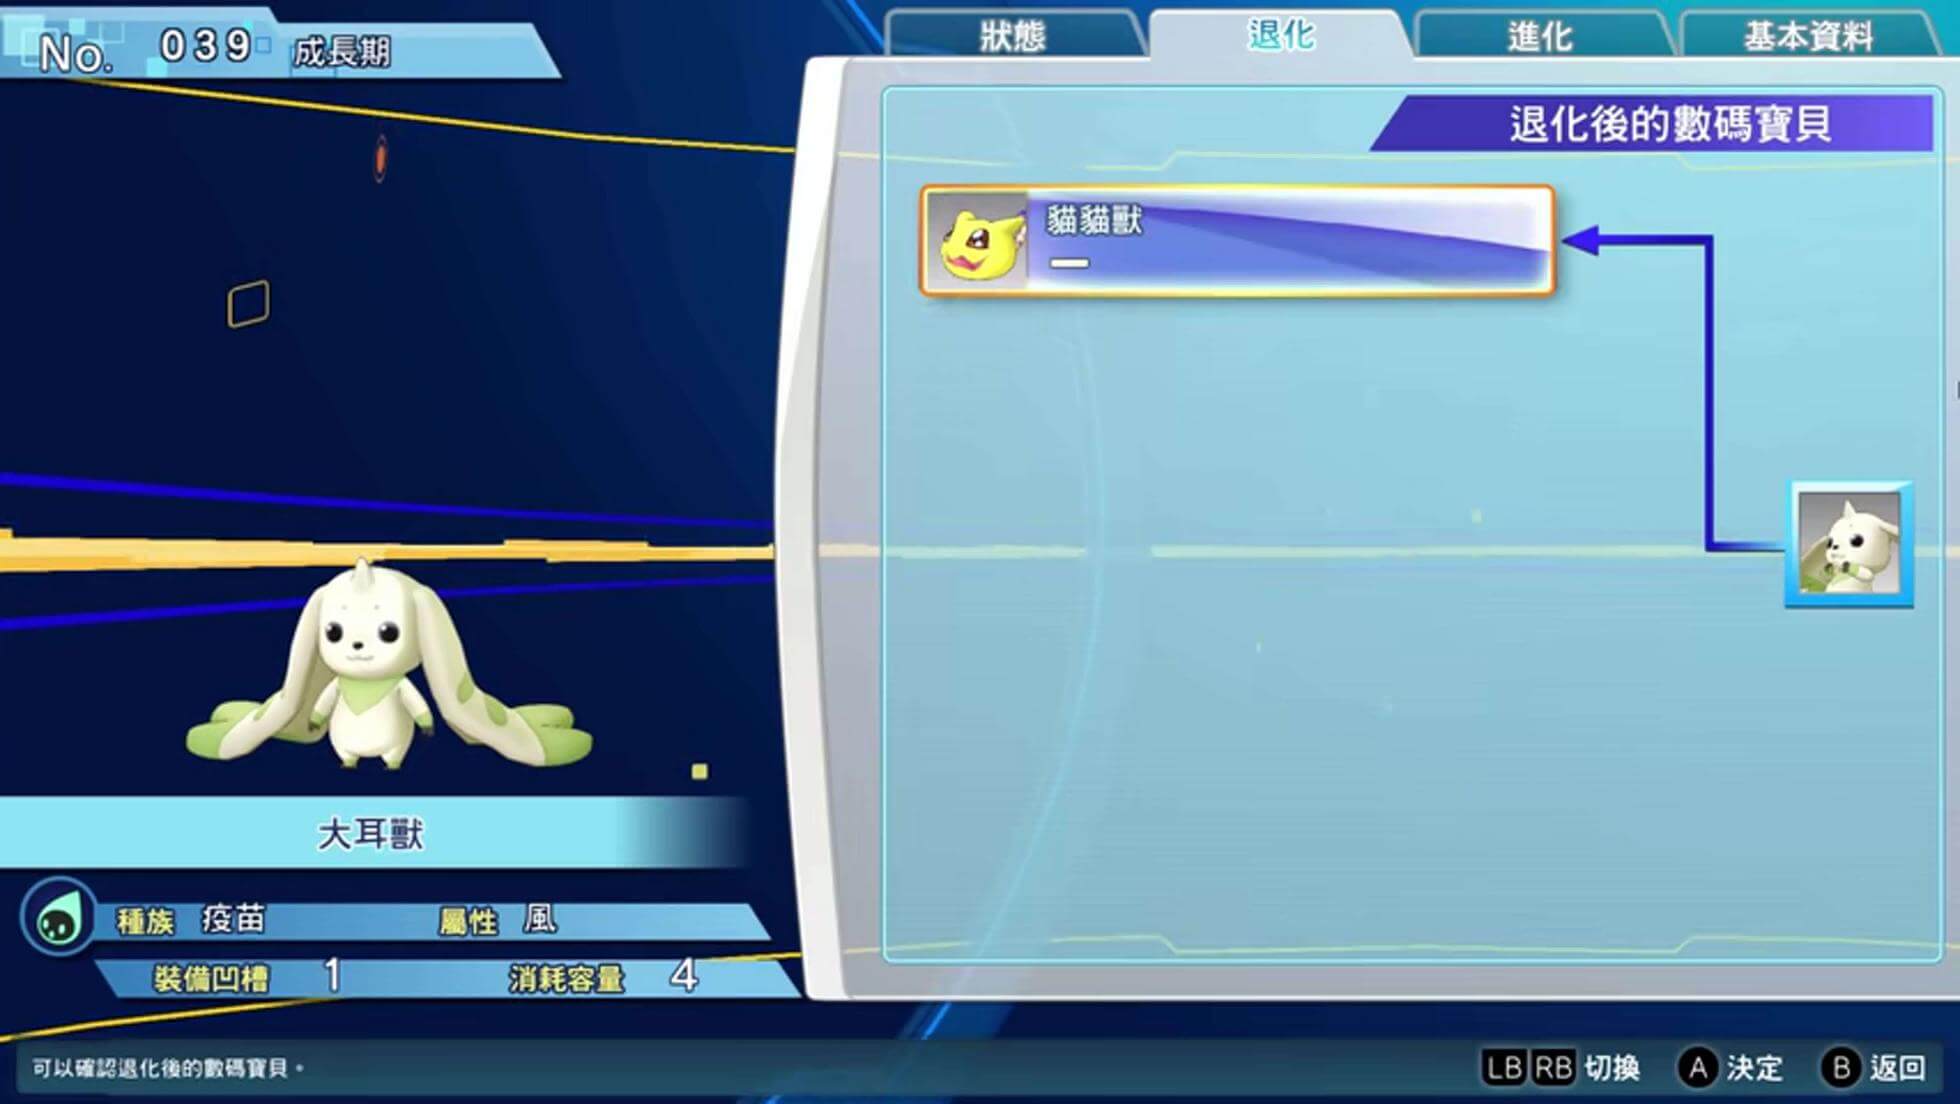 No. 039 成長期
狀態 退化 進化 基本資料
退化後的數碼寶貝
貓貓獸
—
大耳獸
種族 疫苗 屬性 風
裝備凹槽 1 消耗容量 4
可以確認退化後的數碼寶貝。
LB RB 切換 A 決定 B 返回